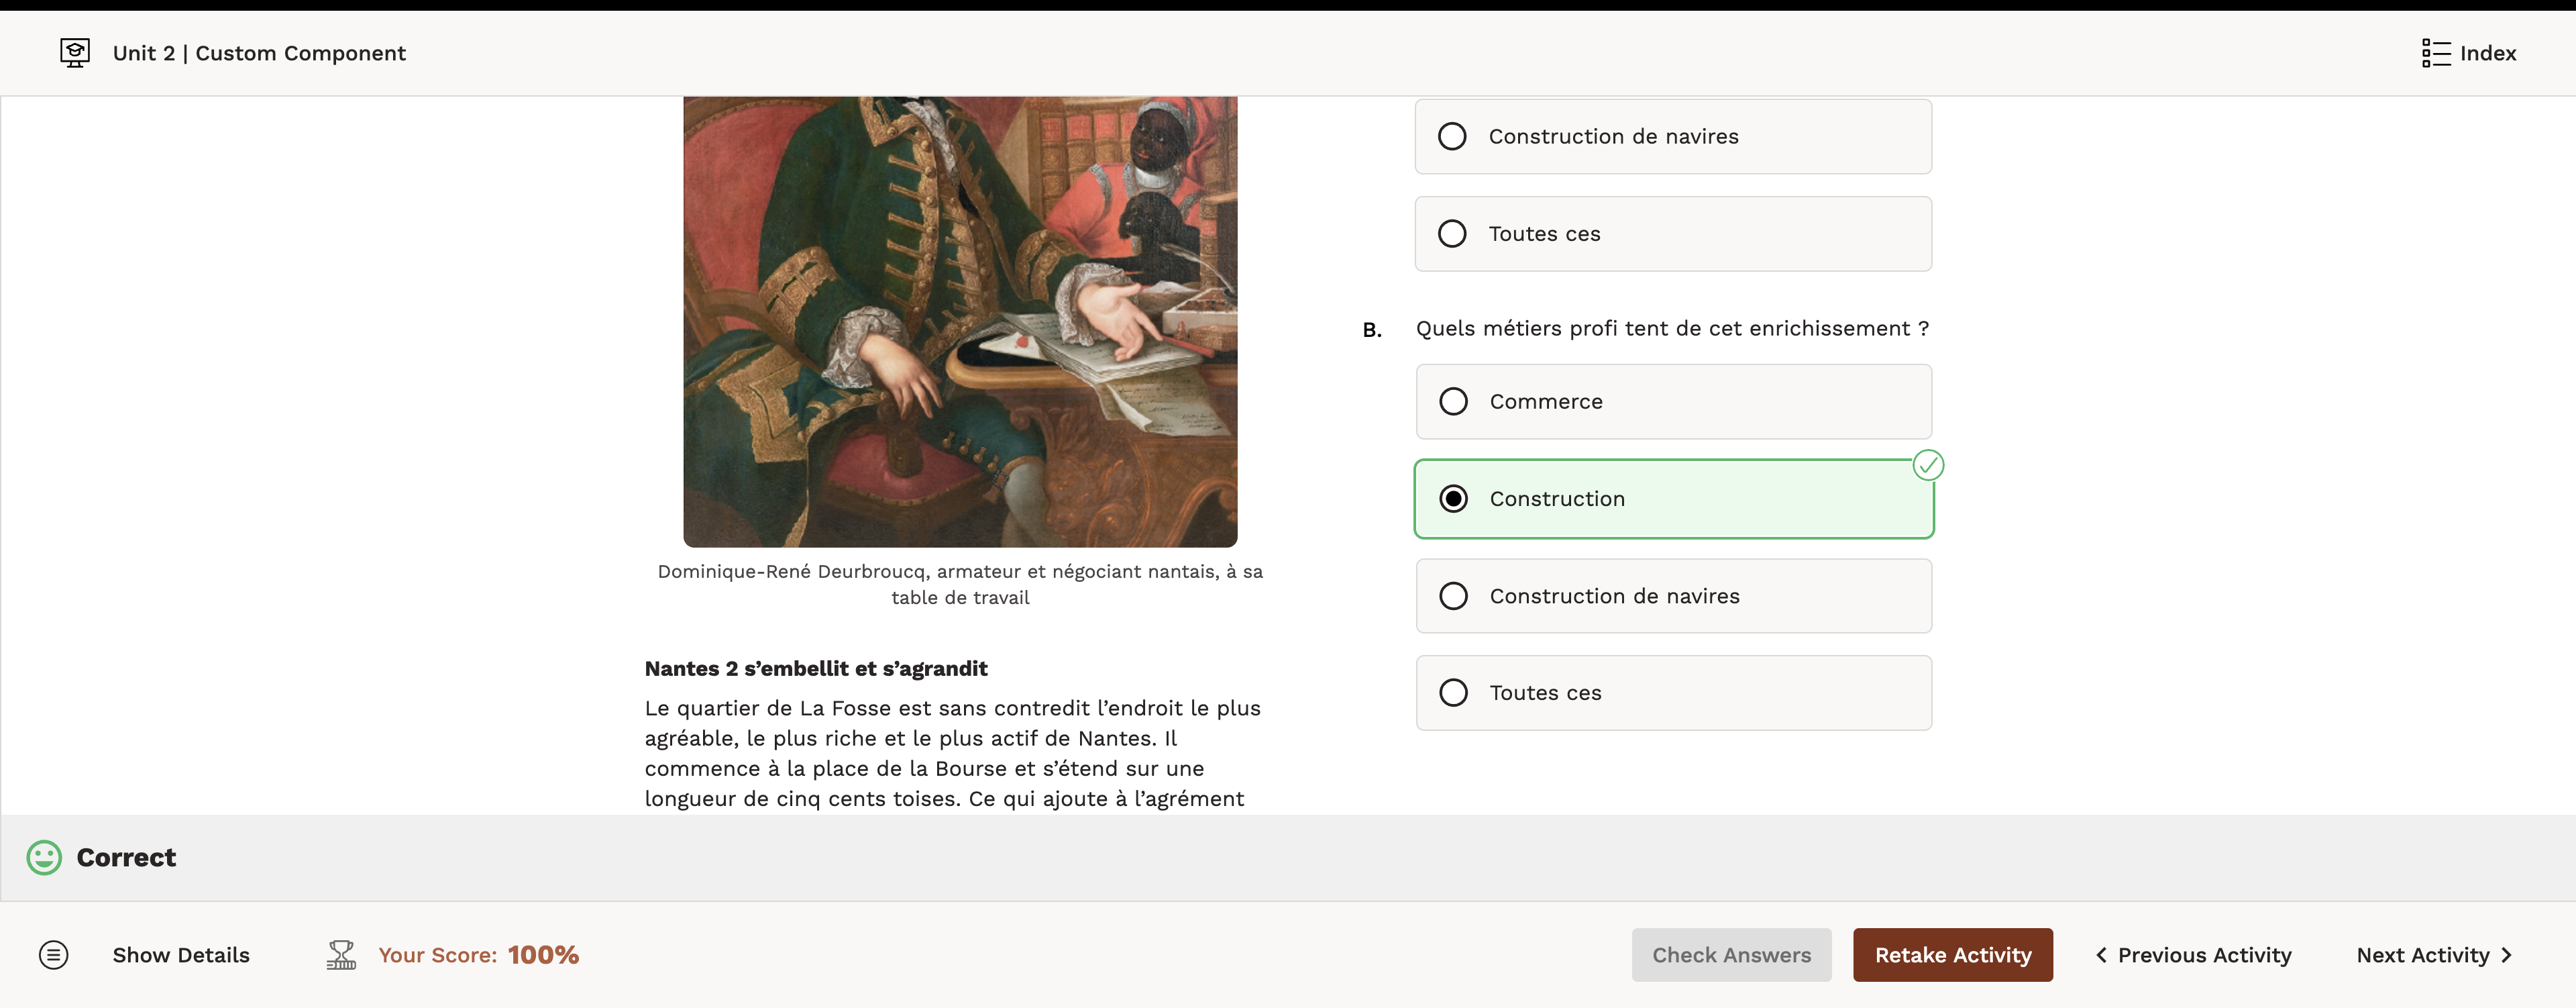 Unit 2 | Custom Component
Index
Dominique-René Deurbroucq, armateur et négociant nantais, à sa
table de travail
Nantes 2 s’embellit et s’agrandit
Le quartier de La Fosse est sans contredit l’endroit le plus
agréable, le plus riche et le plus actif de Nantes. Il
commence à la place de la Bourse et s’étend sur une
longueur de cinq cents toises. Ce qui ajoute à l’agrément
Construction de navires
Toutes ces
B. Quels métiers profi tent de cet enrichissement ?
Commerce
Construction
Construction de navires
Toutes ces
Correct
Show Details
Your Score: 100%
Check Answers
Retake Activity
Previous Activity
Next Activity